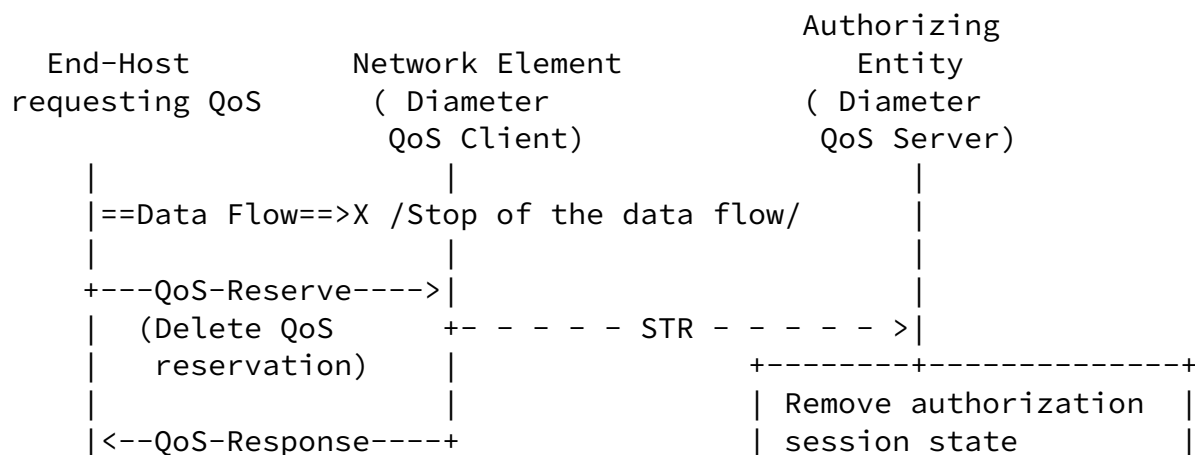 Authorizing
  End-Host         Network Element                Entity
requesting QoS      ( Diameter                 ( Diameter
                     QoS Client)                QoS Server)
    |                    |                          |
    |==Data Flow==>X /Stop of the data flow/        |
    |                    |                          |
    +---QoS-Reserve---->|                          |
    |  (Delete QoS      +- - - - - STR - - - - - >|
    |   reservation)     |                 +--------+--------------+
    |                    |                 | Remove authorization  |
    |<--QoS-Response----+                 | session state         |